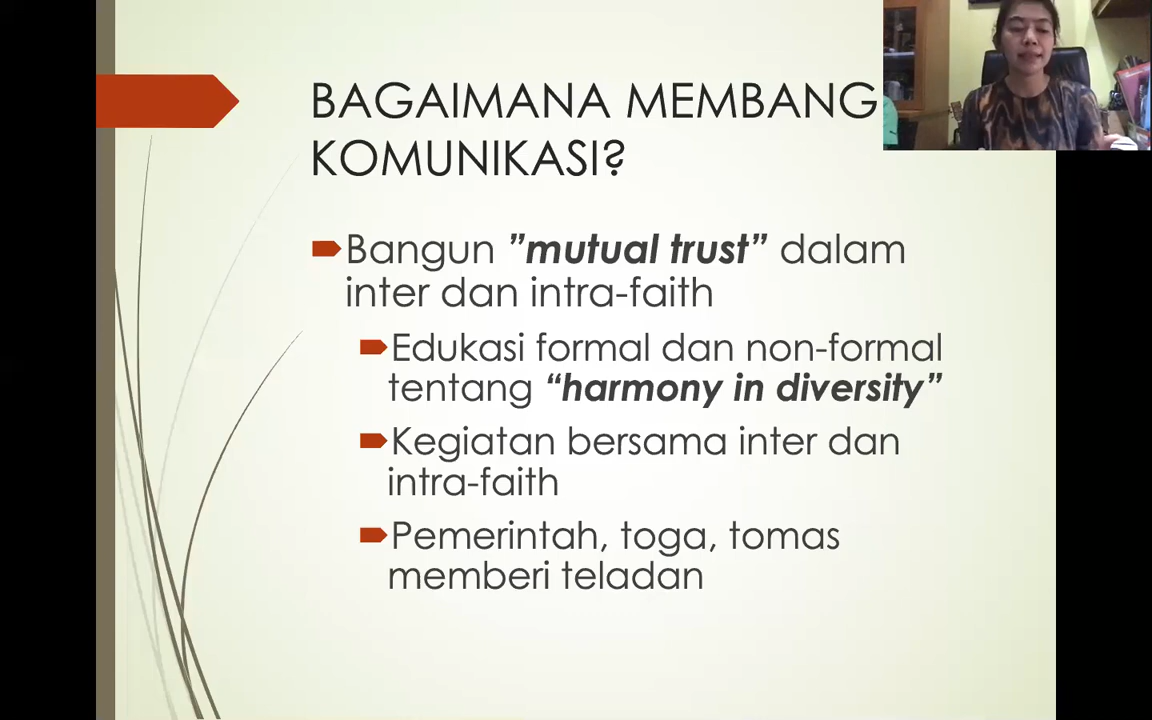 BAGAIMANA MEMBANG
KOMUNIKASI?
Bangun ”mutual trust” dalam
inter dan intra-faith
Edukasi formal dan non-formal
tentang “harmony in diversity”
Kegiatan bersama inter dan
intra-faith
Pemerintah, toga, tomas
memberi teladan